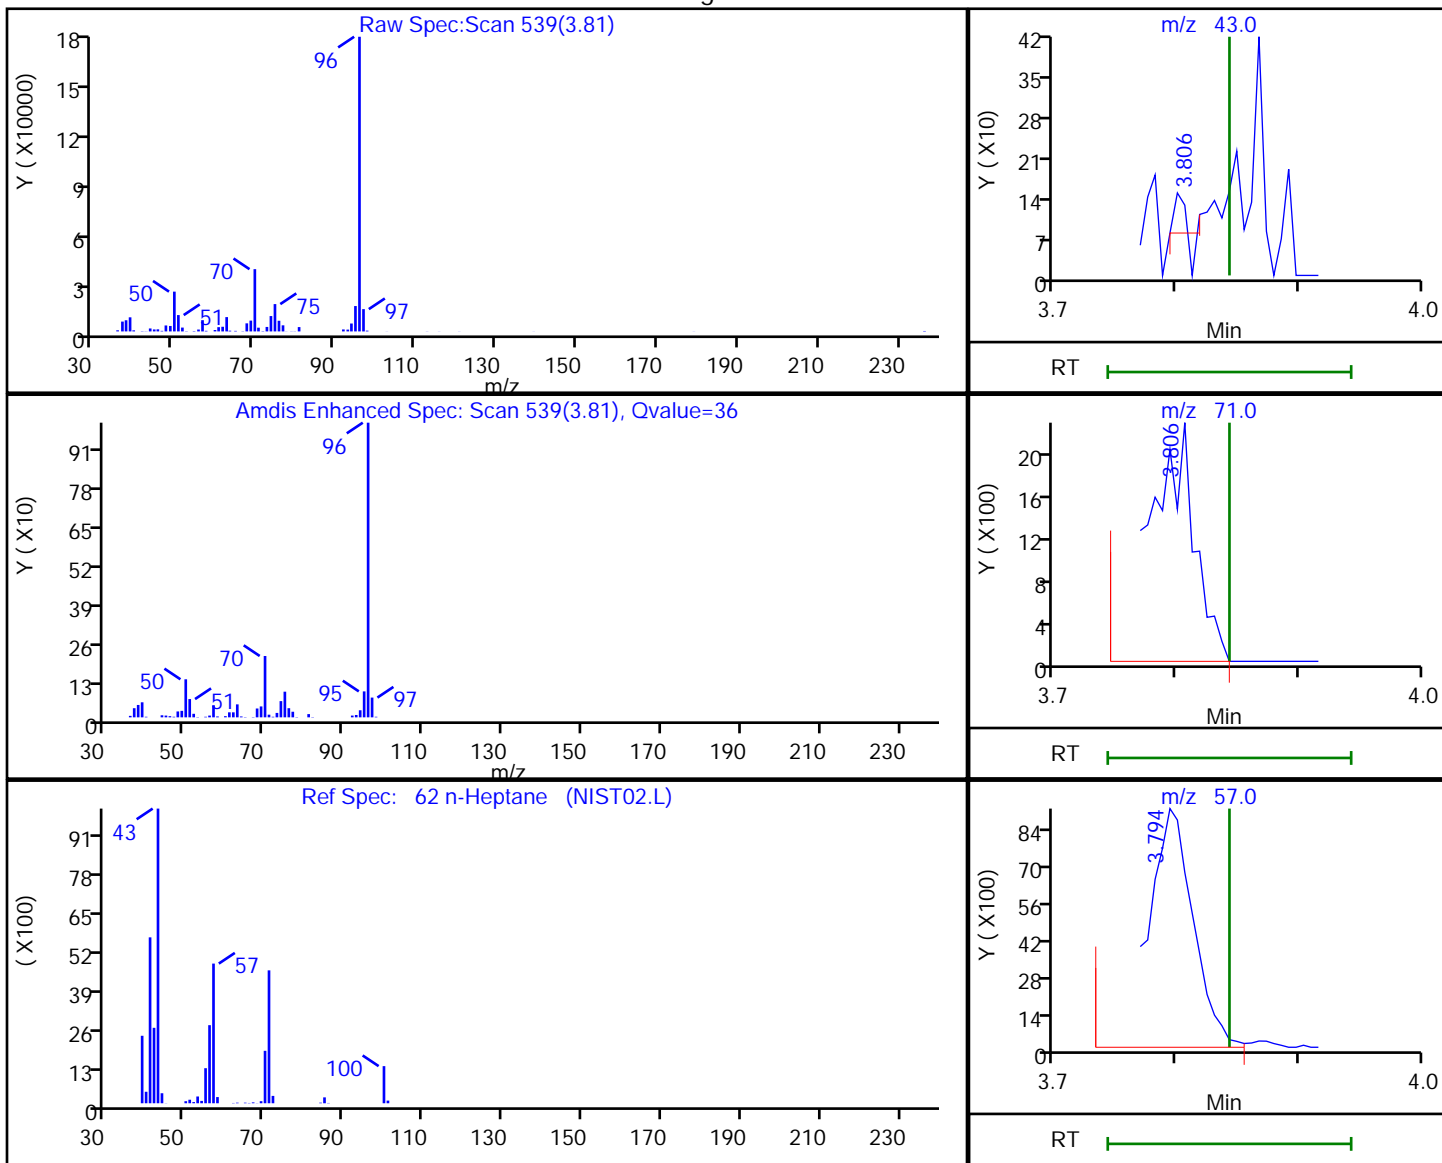 Raw Spec:Scan 539(3.81)
Y ( X10000)
18
15
12
9
6
3
0
96
70
50
51
75
97
30 50 70 90 110 130 150 170 190 210 230
m/z
m/z 43.0
Y ( X10)
42
35
28
21
14
7
0
3.806
3.7 4.0
Min
RT
Amdis Enhanced Spec: Scan 539(3.81), Qvalue=36
Y ( X10)
91
78
65
52
39
26
13
0
96
70
50
51
95
97
30 50 70 90 110 130 150 170 190 210 230
m/z
m/z 71.0
Y ( X100)
20
16
12
8
4
0
3.806
3.7 4.0
Min
RT
Ref Spec: 62 n-Heptane (NIST02.L)
( X100)
91
78
65
52
39
26
13
0
43
57
100
30 50 70 90 110 130 150 170 190 210 230
m/z 57.0
Y ( X100)
84
70
56
42
28
14
0
3.794
3.7 4.0
Min
RT